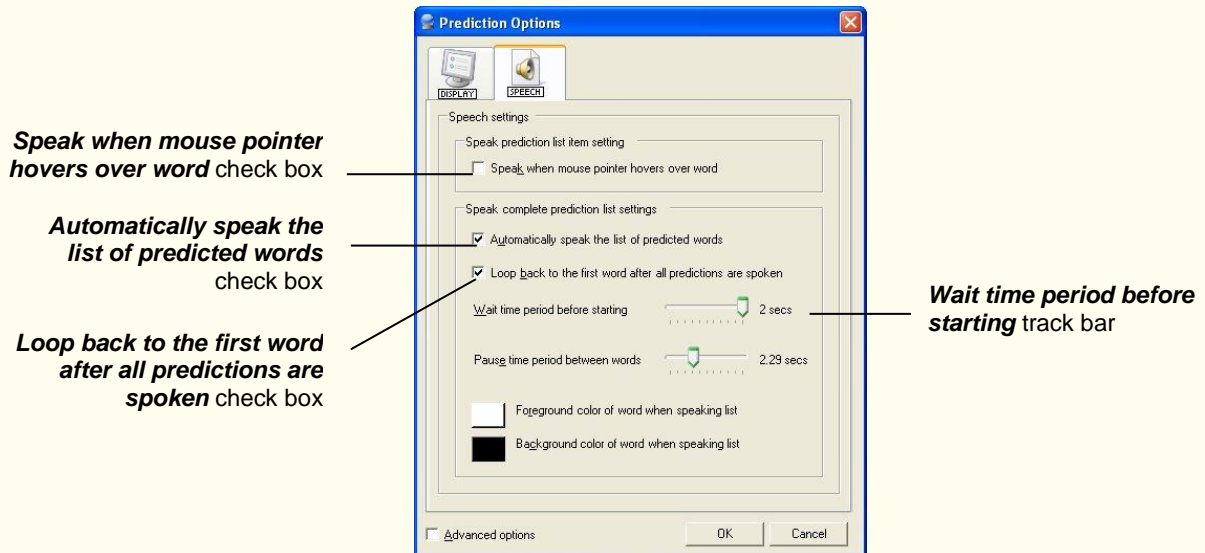 Prediction Options
DISPLAY
SPEECH
Speech settings
Speak prediction list item setting
Speak when mouse pointer hovers over word
Speak complete prediction list settings
Automatically speak the list of predicted words
Loop back to the first word after all predictions are spoken
Wait time period before starting
2 secs
Pause time period between words
2.29 secs
Foreground color of word when speaking list
Background color of word when speaking list
Advanced options
OK
Cancel
Speak when mouse pointer
hovers over word check box
Automatically speak the
list of predicted words
check box
Loop back to the first word
after all predictions are
spoken check box
Wait time period before
starting track bar